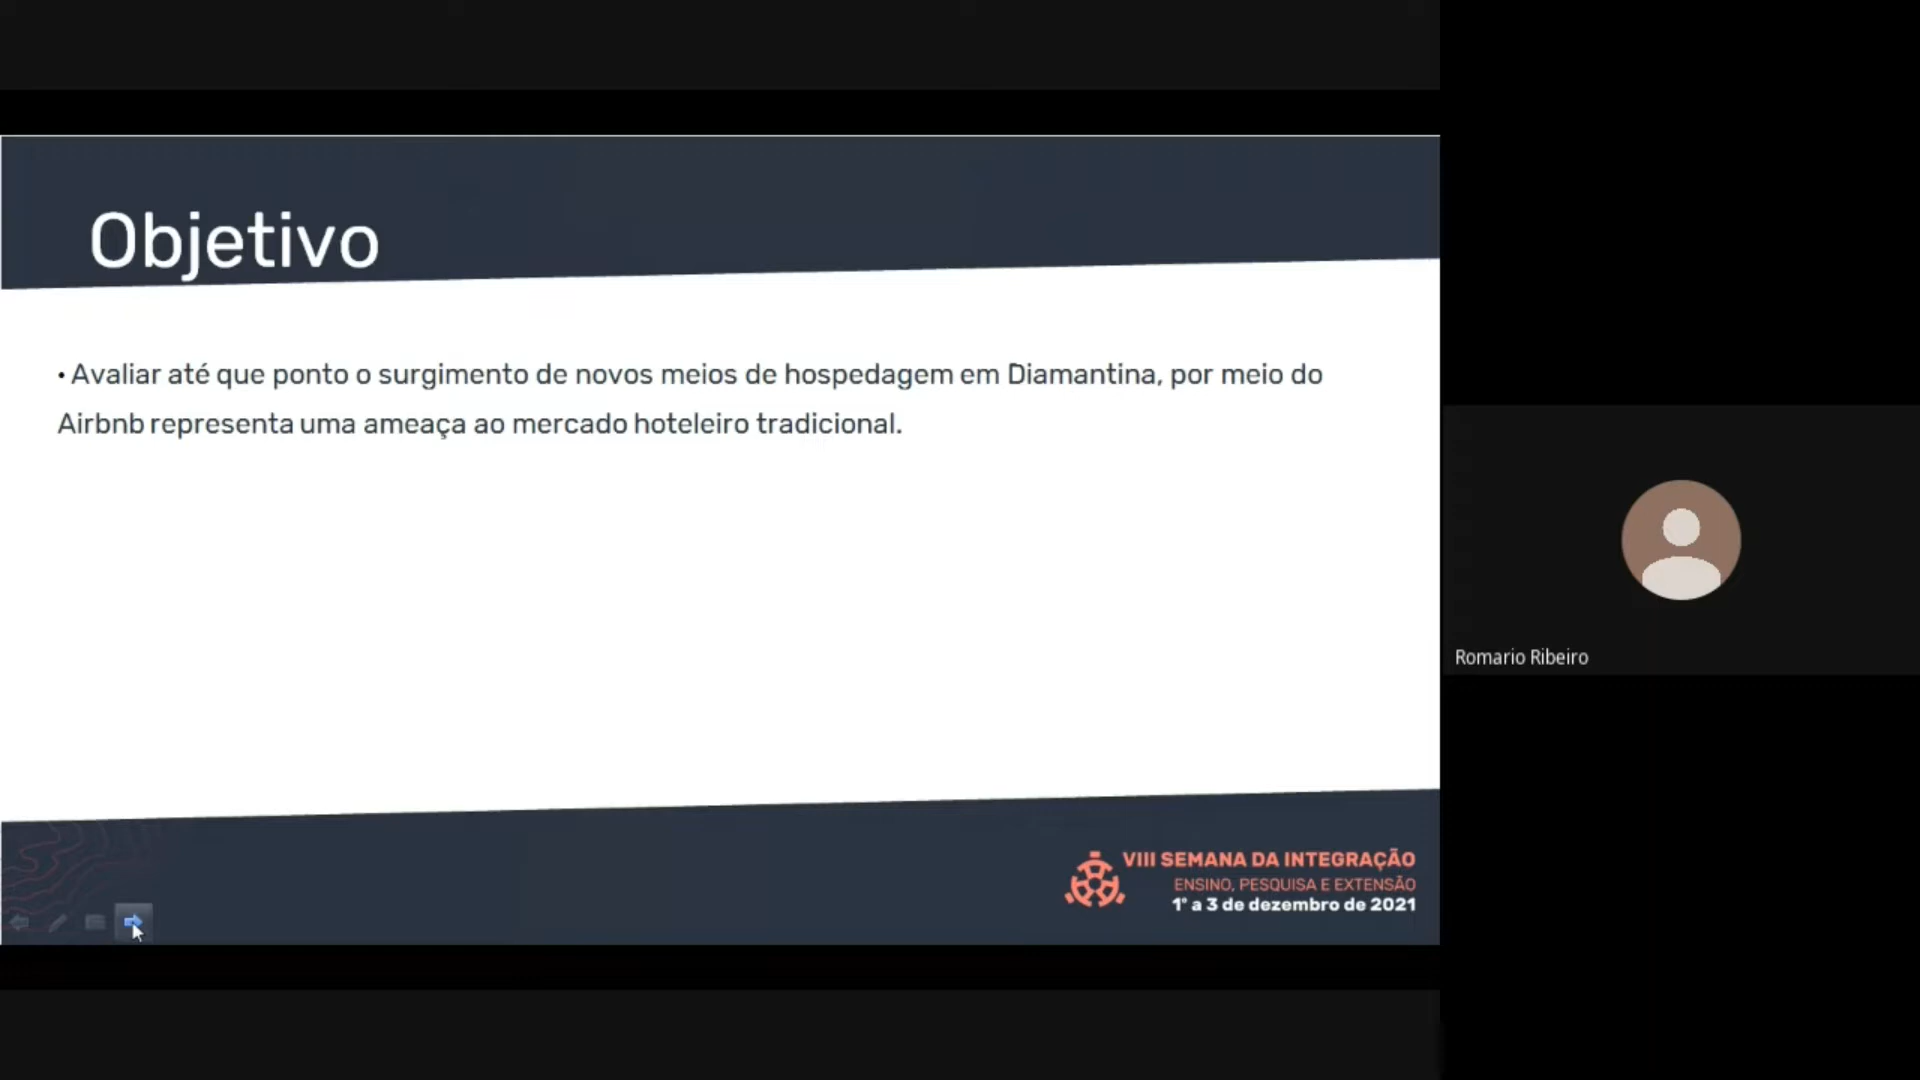 Objetivo
• Avaliar até que ponto o surgimento de novos meios de hospedagem em Diamantina, por meio do
Airbnb representa uma ameaça ao mercado hoteleiro tradicional.
Romario Ribeiro
VIII SEMANA DA INTEGRAÇÃO
ENSINO, PESQUISA E EXTENSÃO
1º a 3 de dezembro de 2021